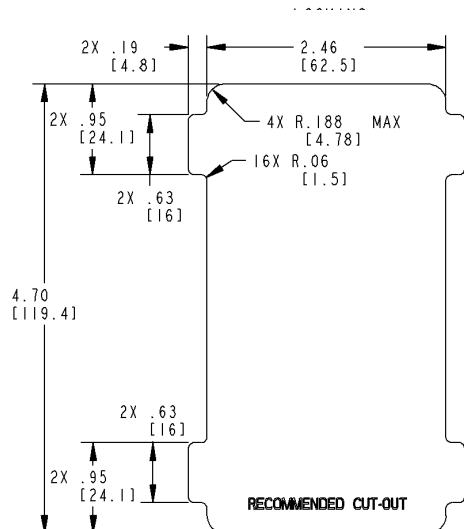 2X .19
[4.8]
2.46
[62.5]
2X .95
[24.1]
4X R.188 MAX
[4.78]
16X R.06
[1.5]
2X .63
[16]
4.70
[119.4]
2X .63
[16]
2X .95
[24.1]
RECOMMENDED CUT-OUT